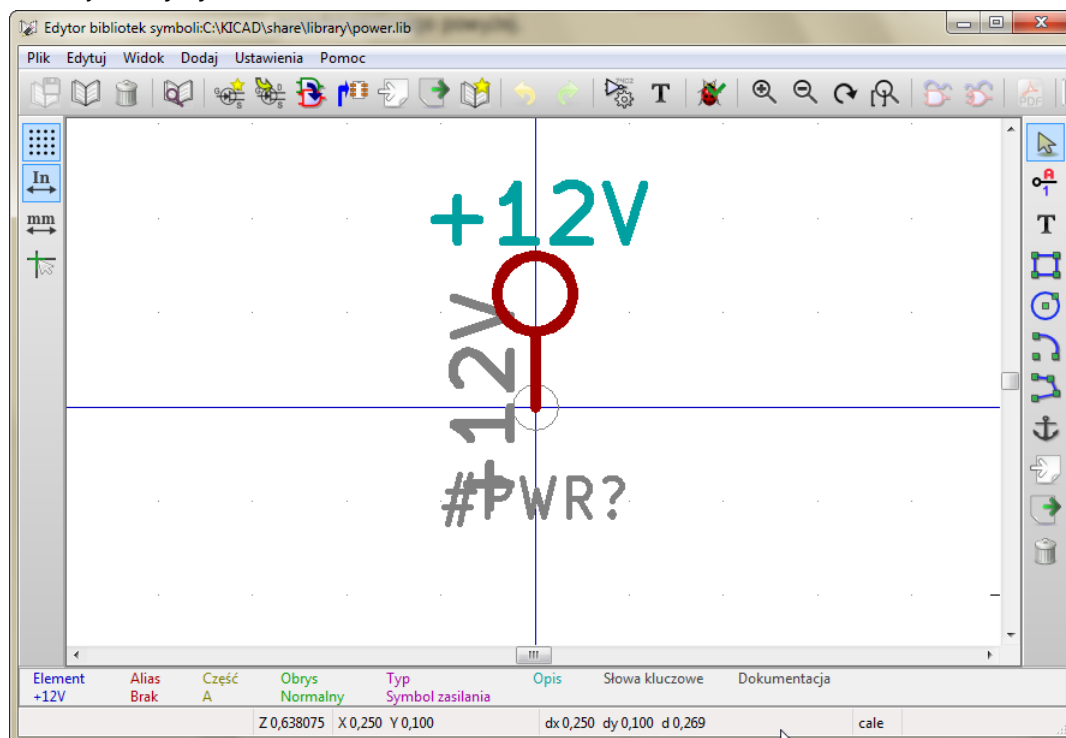 Edytor bibliotek symboli:C:\KICAD\share\library\power.lib
Plik Edytuj Widok Dodaj Ustawienia Pomoc
T
In
mm
+12V
+12V
#PWR?
A
1
T
Element Alias Część Obrys Typ Opis Słowa kluczowe Dokumentacja
+12V Brak A Normalny Symbol zasilania
Z 0,638075 X 0,250 Y 0,100 dx 0,250 dy 0,100 d 0,269 cale